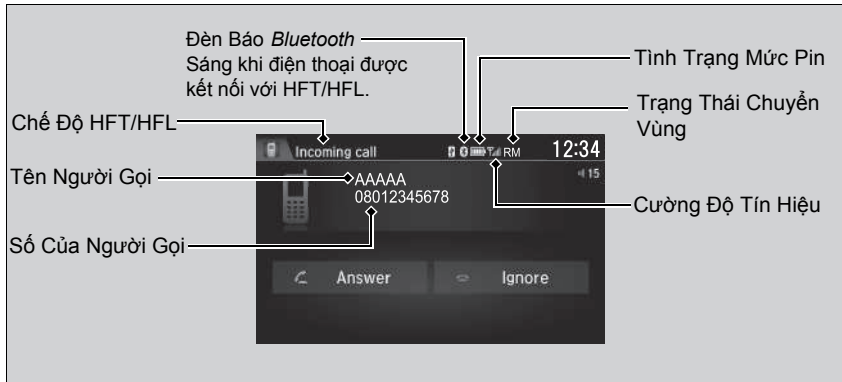 Đèn Báo Bluetooth
Sáng khi điện thoại được
kết nối với HFT/HFL.
Tình Trạng Mức Pin
Trạng Thái Chuyển
Vùng
Chế Độ HFT/HFL
Incoming call
RM
12:34
15
Tên Người Gọi
AAAAA
08012345678
Cường Độ Tín Hiệu
Số Của Người Gọi
Answer
Ignore